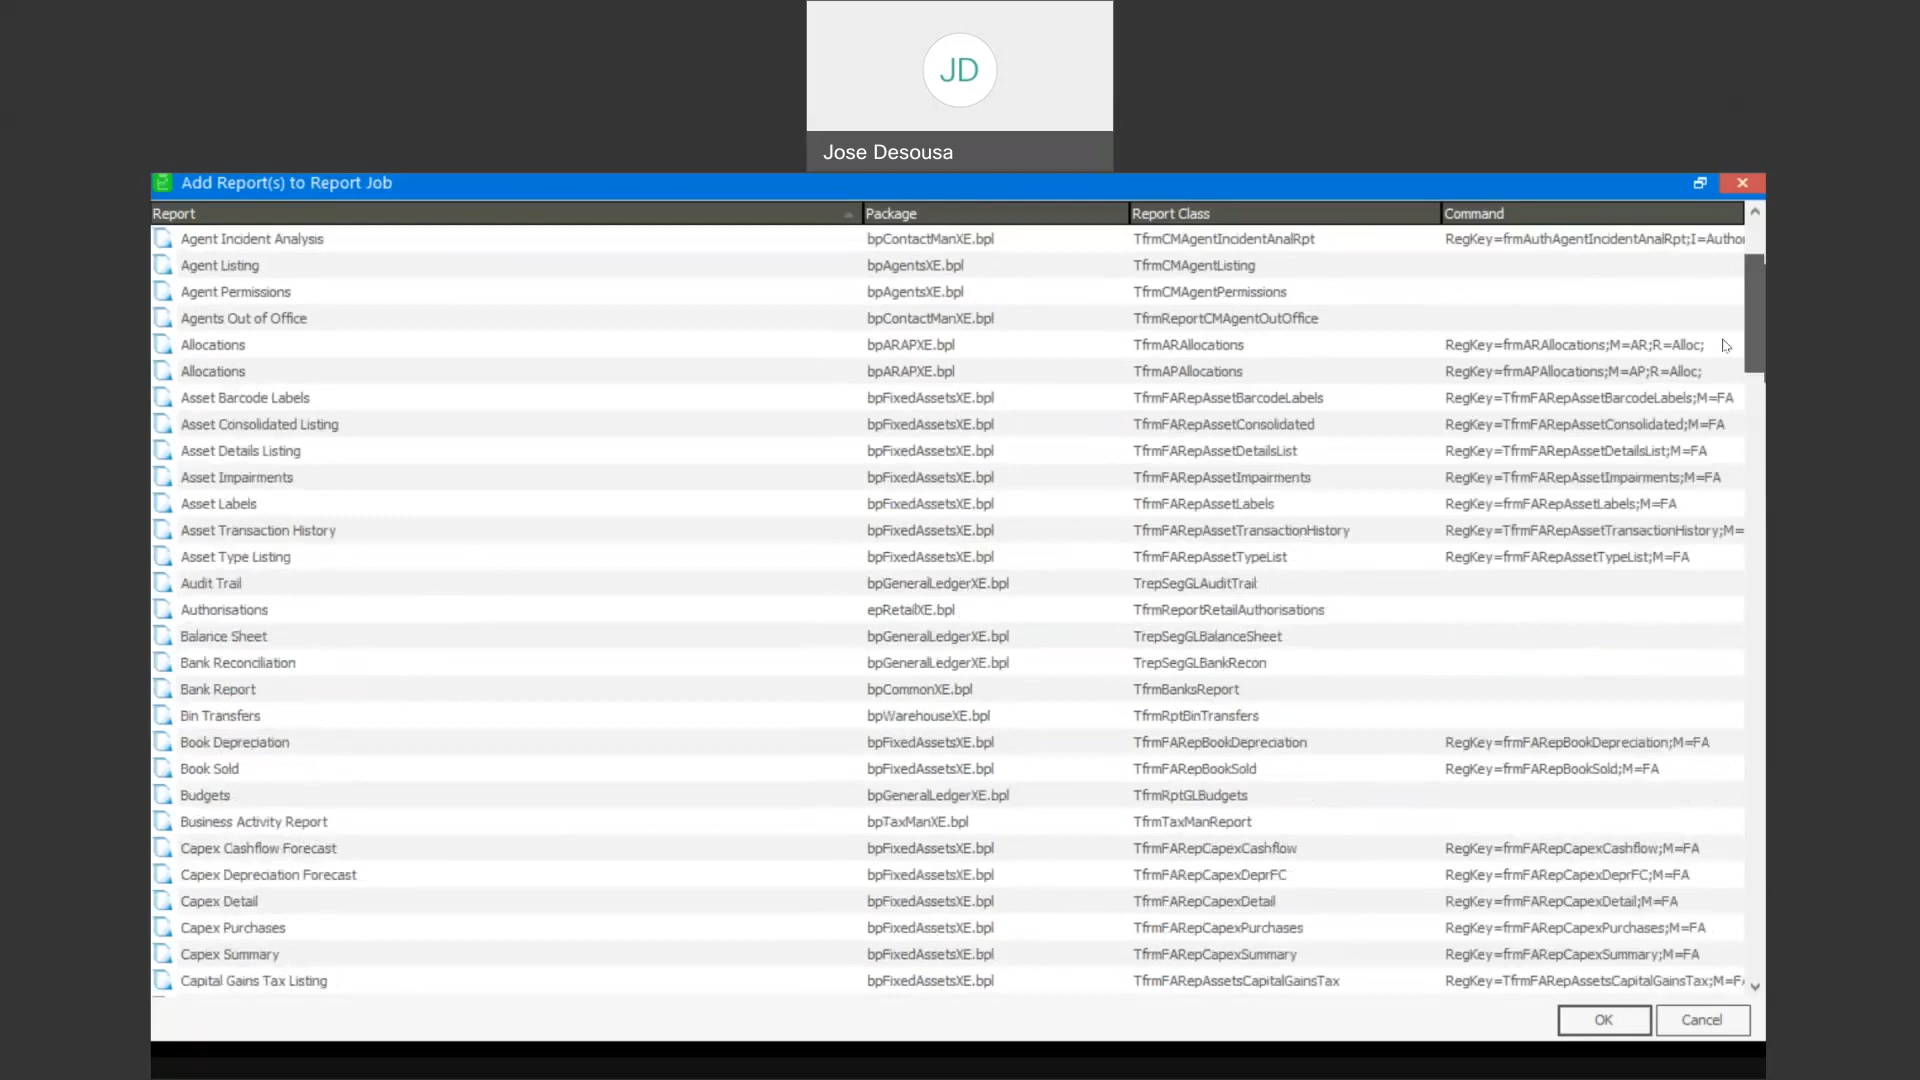 JD
Jose Desousa
Add Report(s) to Report Job
Report Package Report Class Command
Agent Incident Analysis bpContactManXE.bpl TfrmCMAgentIncidentAnalRpt RegKey=frmAuthAgentIncidentAnalRpt;I=Author
Agent Listing bpAgentsXE.bpl TfrmCMAgentListing
Agent Permissions bpAgentsXE.bpl TfrmCMAgentPermissions
Agents Out of Office bpContactManXE.bpl TfrmReportCMAgentOutOffice
Allocations bpARAPXE.bpl TfrmARAllocations RegKey=frmARAllocations;M=AR;R=Alloc;
Allocations bpARAPXE.bpl TfrmAPAllocations RegKey=frmAPAllocations;M=AP;R=Alloc;
Asset Barcode Labels bpFixedAssetsXE.bpl TfrmFARepAssetBarcodeLabels RegKey=TfrmFARepAssetBarcodeLabels;M=FA
Asset Consolidated Listing bpFixedAssetsXE.bpl TfrmFARepAssetConsolidated RegKey=TfrmFARepAssetConsolidated;M=FA
Asset Details Listing bpFixedAssetsXE.bpl TfrmFARepAssetDetailsList RegKey=TfrmFARepAssetDetailsList;M=FA
Asset Impairments bpFixedAssetsXE.bpl TfrmFARepAssetImpairments RegKey=TfrmFARepAssetImpairments;M=FA
Asset Labels bpFixedAssetsXE.bpl TfrmFARepAssetLabels RegKey=frmFARepAssetLabels;M=FA
Asset Transaction History bpFixedAssetsXE.bpl TfrmFARepAssetTransactionHistory RegKey=TfrmFARepAssetTransactionHistory;M=
Asset Type Listing bpFixedAssetsXE.bpl TfrmFARepAssetTypeList RegKey=frmFARepAssetTypeList;M=FA
Audit Trail bpGeneralLedgerXE.bpl TrepSegGLAuditTrail
Authorisations epRetailXE.bpl TfrmReportRetailAuthorisations
Balance Sheet bpGeneralLedgerXE.bpl TrepSegGLBalanceSheet
Bank Reconciliation bpGeneralLedgerXE.bpl TrepSegGLBankRecon
Bank Report bpCommonXE.bpl TfrmBanksReport
Bin Transfers bpWarehouseXE.bpl TfrmRptBinTransfers
Book Depreciation bpFixedAssetsXE.bpl TfrmFARepBookDepreciation RegKey=frmFARepBookDepreciation;M=FA
Book Sold bpFixedAssetsXE.bpl TfrmFARepBookSold RegKey=frmFARepBookSold;M=FA
Budgets bpGeneralLedgerXE.bpl TfrmRptGLBudgets
Business Activity Report bpTaxManXE.bpl TfrmTaxManReport
Capex Cashflow Forecast bpFixedAssetsXE.bpl TfrmFARepCapexCashflow RegKey=frmFARepCapexCashflow;M=FA
Capex Depreciation Forecast bpFixedAssetsXE.bpl TfrmFARepCapexDeprFC RegKey=frmFARepCapexDeprFC;M=FA
Capex Detail bpFixedAssetsXE.bpl TfrmFARepCapexDetail RegKey=frmFARepCapexDetail;M=FA
Capex Purchases bpFixedAssetsXE.bpl TfrmFARepCapexPurchases RegKey=frmFARepCapexPurchases;M=FA
Capex Summary bpFixedAssetsXE.bpl TfrmFARepCapexSummary RegKey=frmFARepCapexSummary;M=FA
Capital Gains Tax Listing bpFixedAssetsXE.bpl TfrmFARepAssetsCapitalGainsTax RegKey=TfrmFARepAssetsCapitalGainsTax;M=FA
OK Cancel